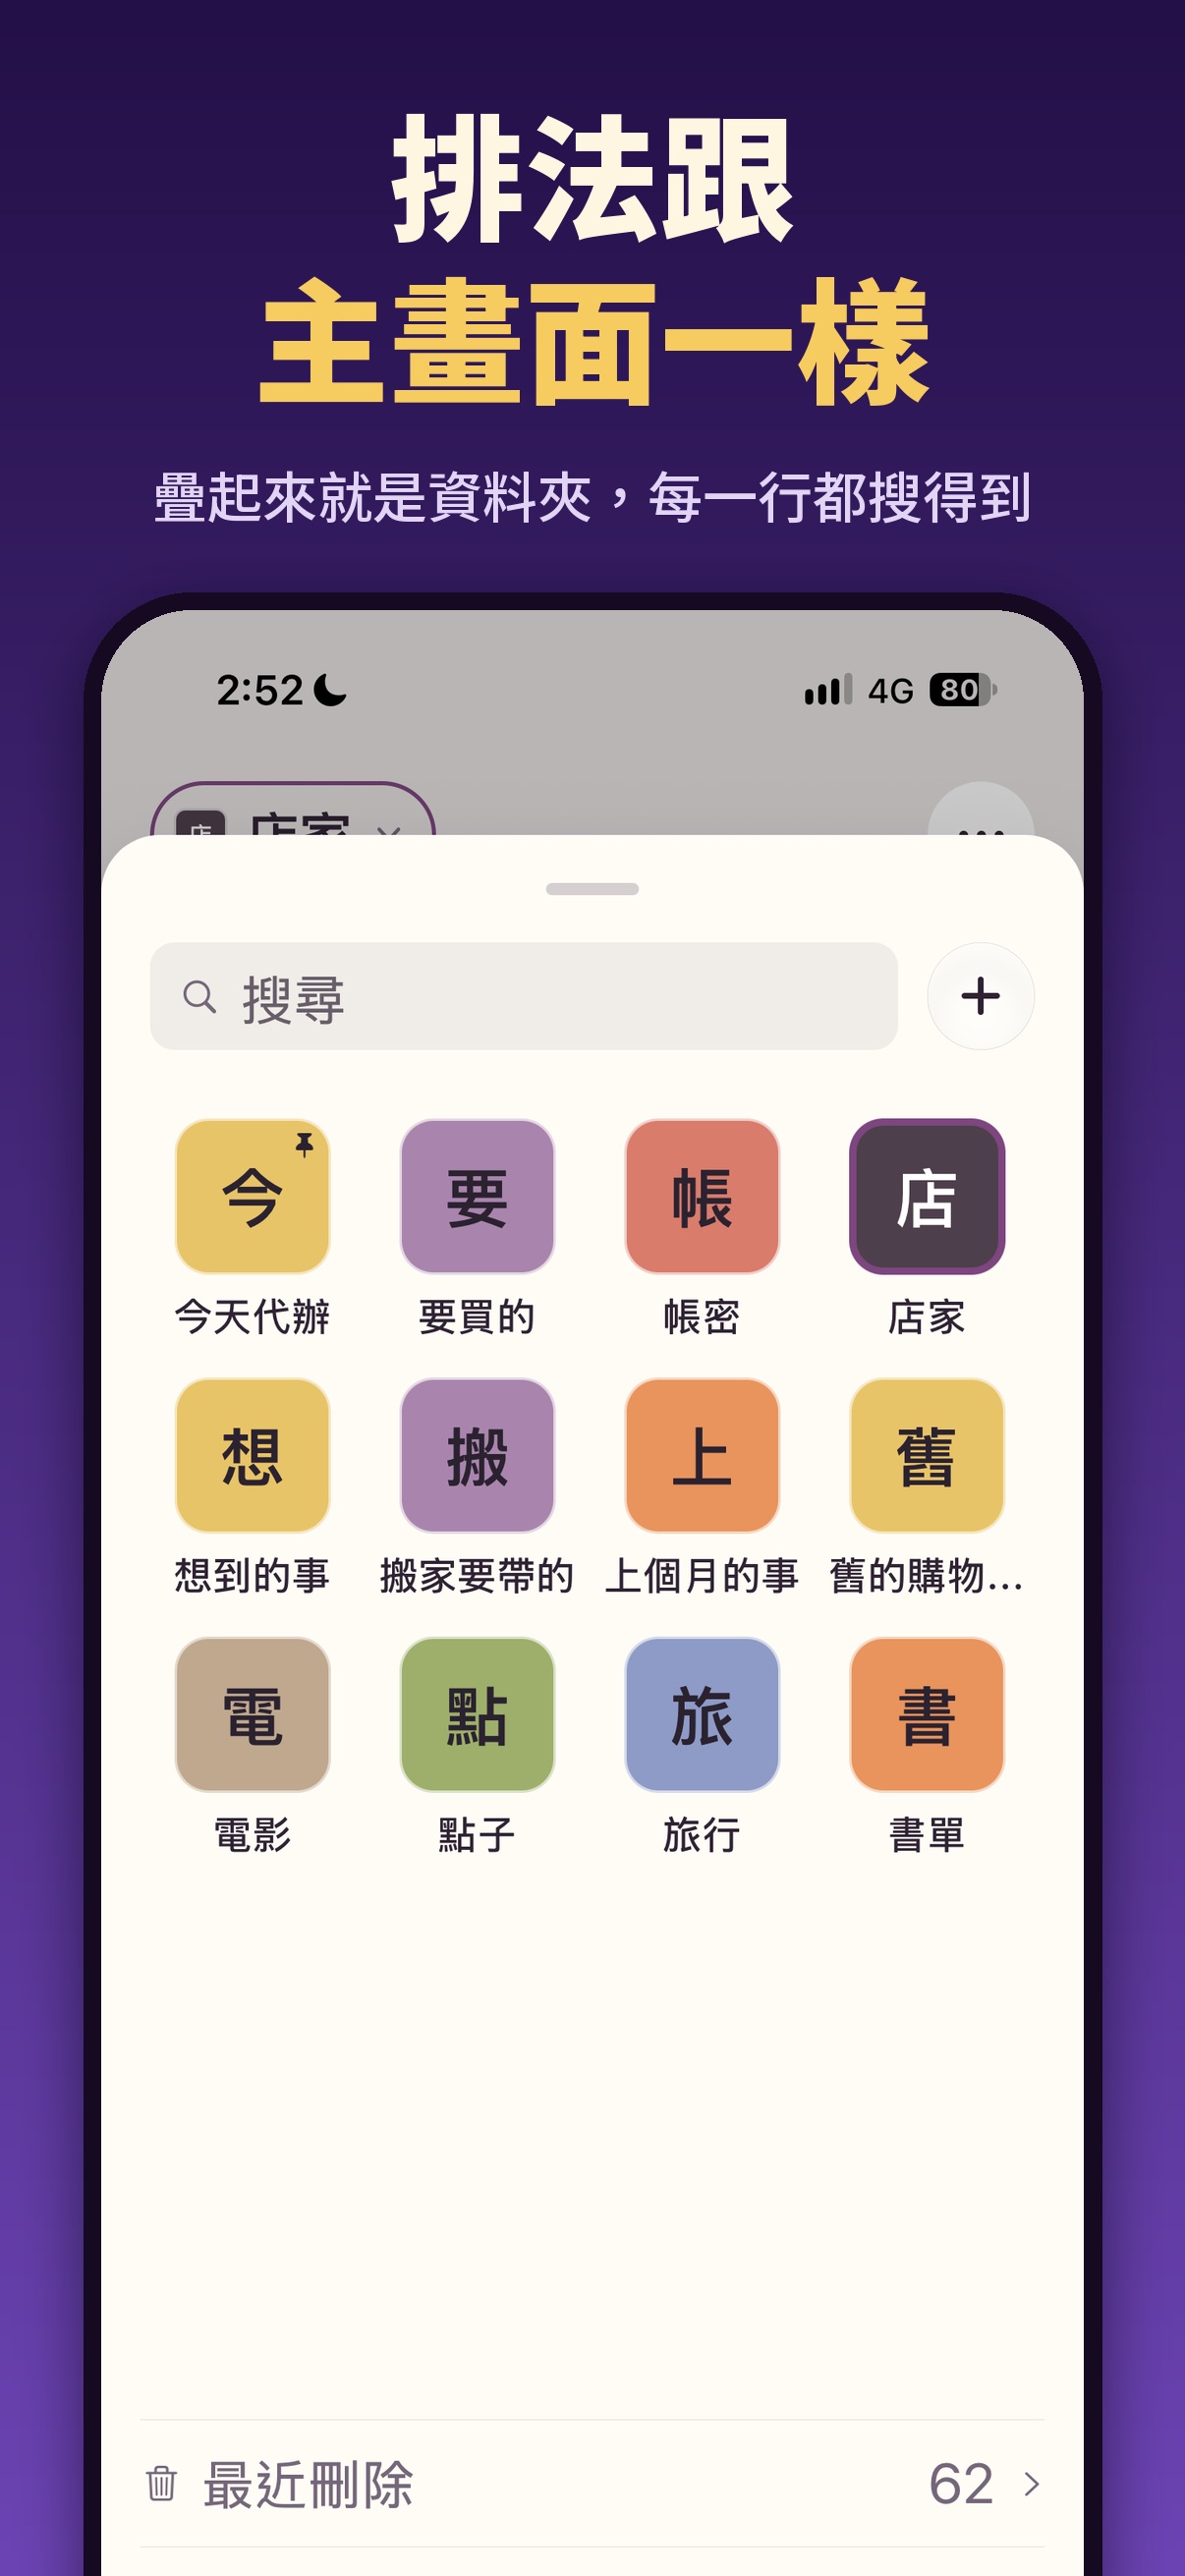 排法跟
主畫面一樣
疊起來就是資料夾，每一行都搜得到
2:52 4G 80
店 店家
搜尋
今 要 帳 店
今天代辦 要買的 帳密 店家
想 搬 上 舊
想到的事 搬家要帶的 上個月的事 舊的購物...
電 點 旅 書
電影 點子 旅行 書單
最近刪除 62